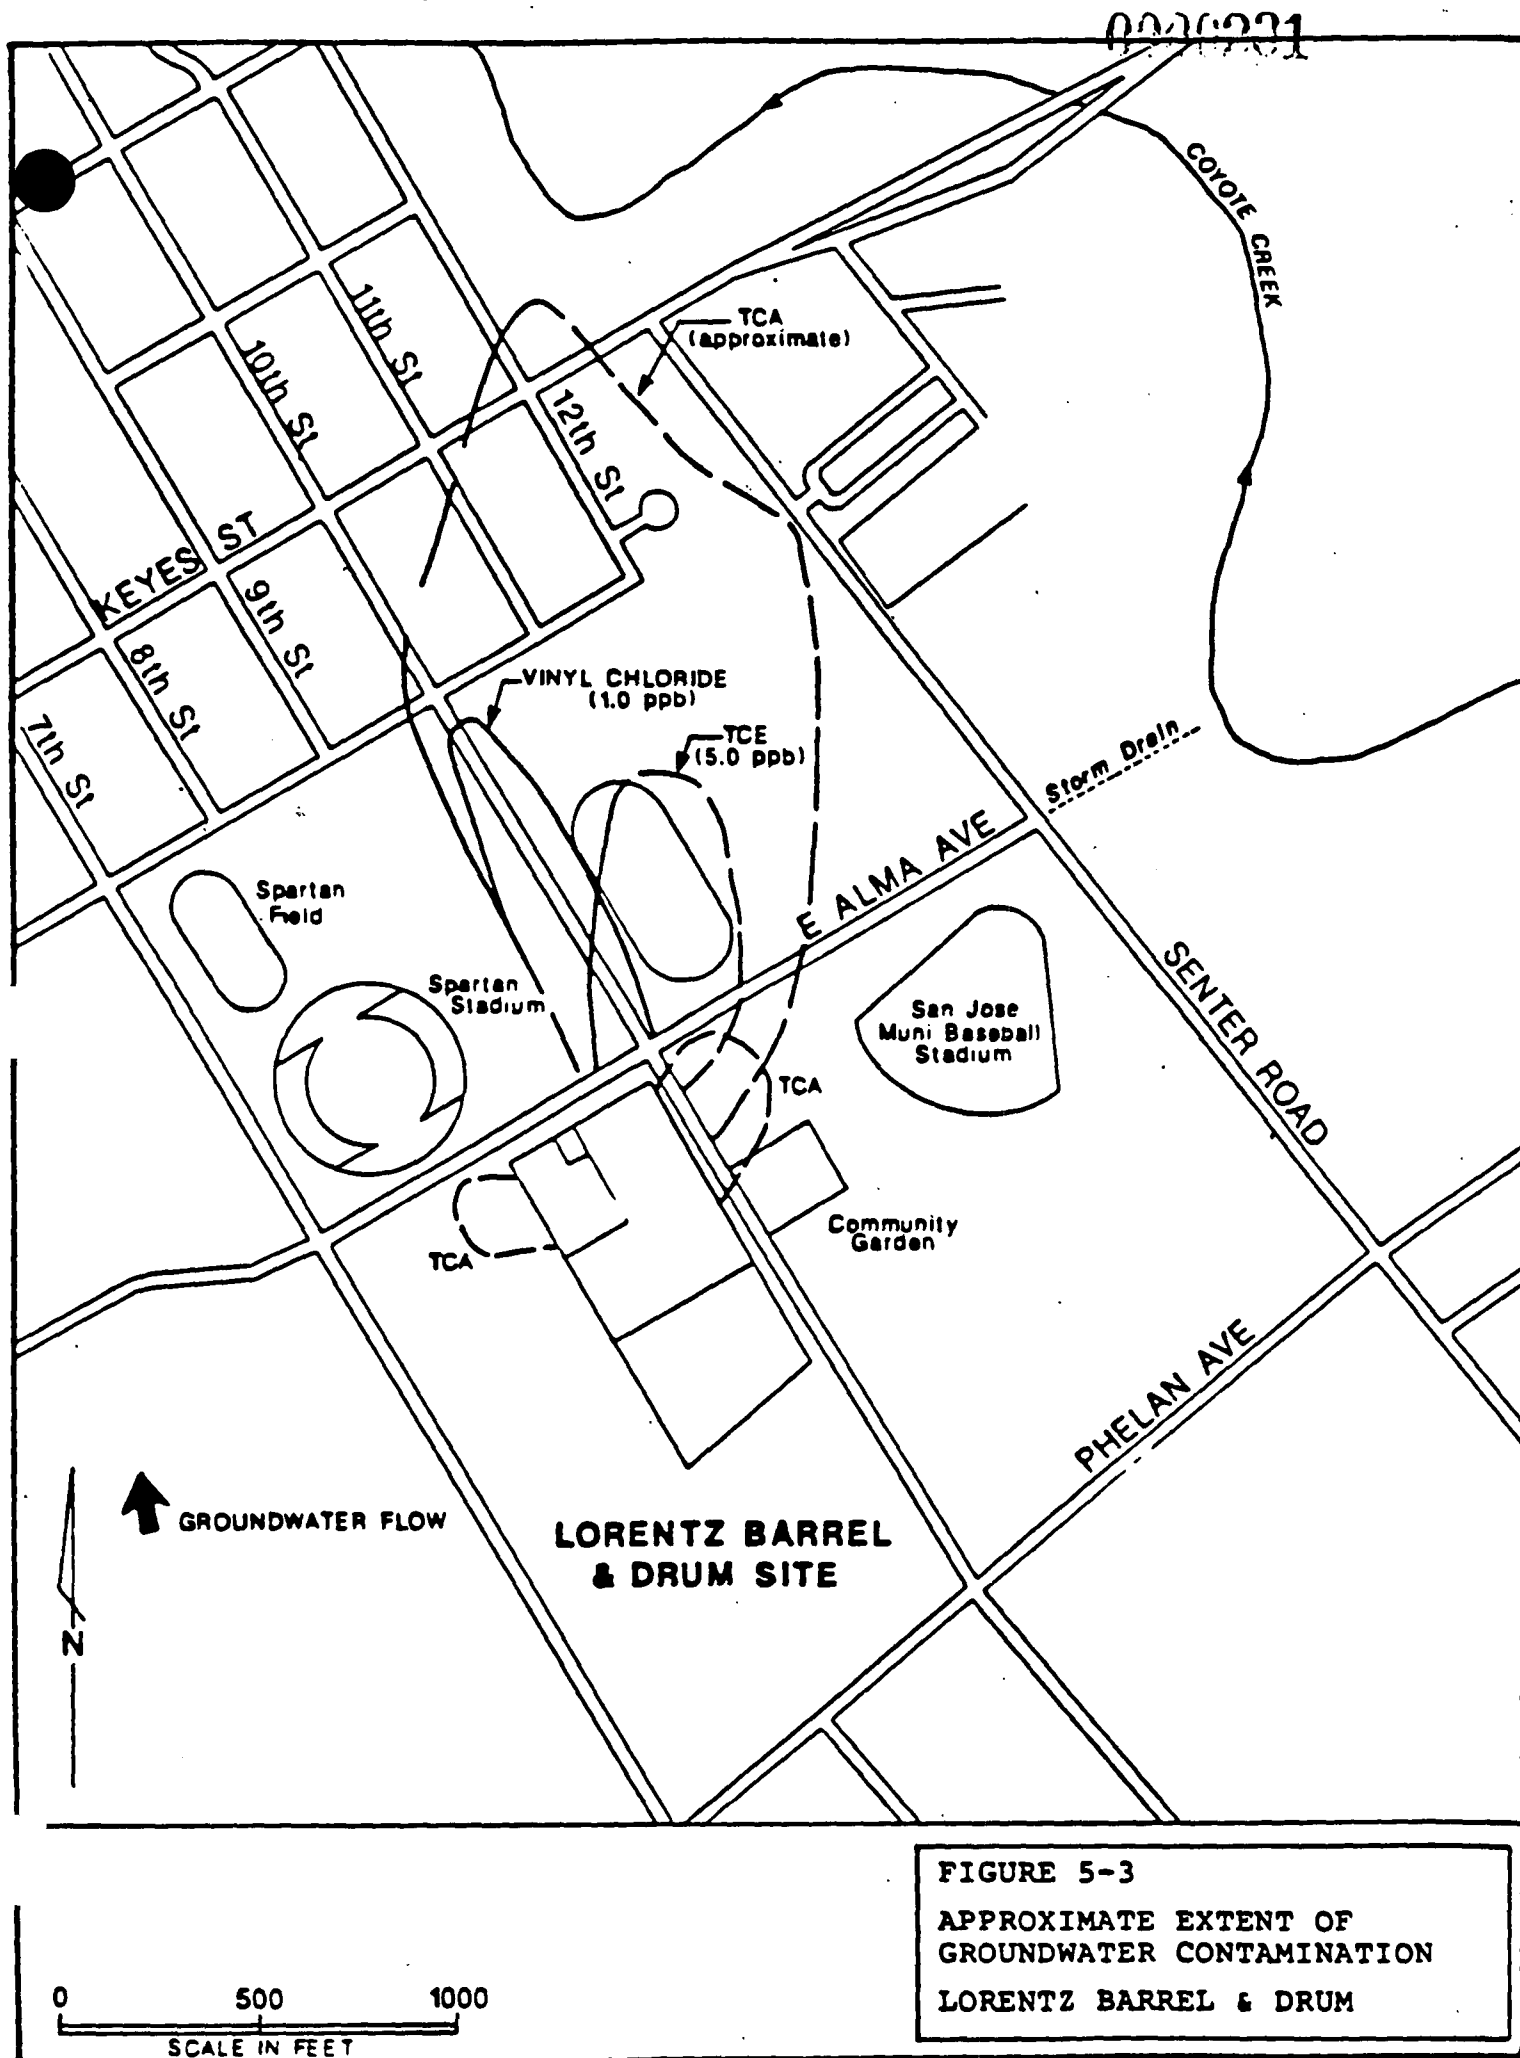 COYOTE CREEK
TCA
(approximate)
11th St
10th St
12th St
KEYES ST
9th St
8th St
7th St
VINYL CHLORIDE
(1.0 ppb)
TCE
(5.0 ppb)
Storm Drain
E ALMA AVE
Spartan
Field
Spartan
Stadium
San Jose
Muni Baseball
Stadium
SENTER ROAD
TCA
Community
Garden
TCA
PHELAN AVE
GROUNDWATER FLOW
LORENTZ BARREL
& DRUM SITE
N
FIGURE 5-3
APPROXIMATE EXTENT OF
GROUNDWATER CONTAMINATION
LORENTZ BARREL & DRUM
0 500 1000
SCALE IN FEET